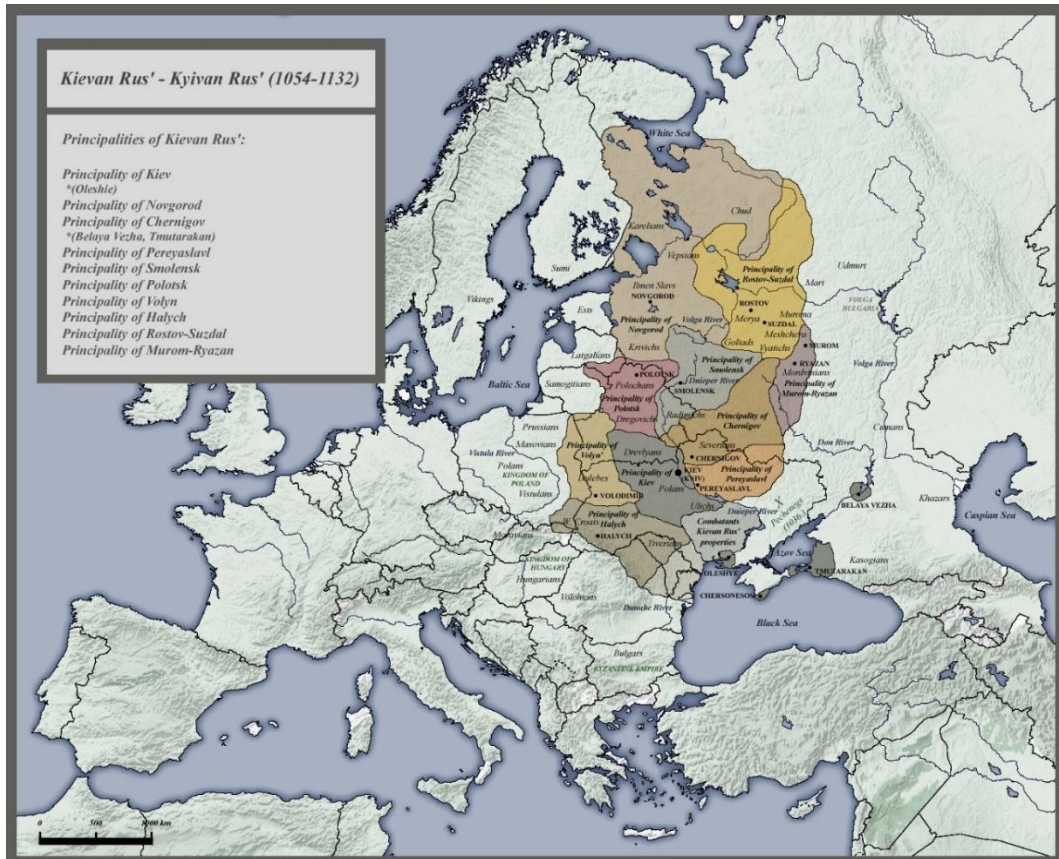 Kievan Rus' - Kyivan Rus' (1054-1132)
Principalities of Kievan Rus':
Principality of Kiev
*(Oleshie)
Principality of Novgorod
Principality of Chernigov
*(Belaya Vezha, Tmutarakan)
Principality of Pereyaslavl
Principality of Smolensk
Principality of Polotsk
Principality of Volyn
Principality of Halych
Principality of Rostov-Suzdal
Principality of Murom-Ryazan
White Sea
Chud
Karelians
Vepsians
Sumi
Principality of
Rostov-Suzdal
Udmurt
Mari
Ilmen Slavs
NOVGOROD
Vikings
ROSTOV
VOLGA
BULGARIA
Ests
Principality of
Novgorod
Volga River
Merya
SUZDAL
Muroma
Meshchera
Krivichs
Goliads
Vyatichs
MUROM
Latgalians
Principality of
Smolensk
RYAZAN
Volga River
POLOTSK
Mordvinians
Baltic Sea
Samogitians
Polochans
Dnieper River
SMOLENSK
Principality of
Murom-Ryazan
Principality of
Polotsk
Dregovichs
Radimichs
Principality of
Chernigov
Prussians
Masovians
Cumans
Principality of
Volyn'
Drevlyans
Severians
Don River
Vistula River
CHERNIGOV
Polans
KINGDOM OF
POLAND
Principality of
Kiev
KIEV
(KYIV)
Principality of
Pereyaslavl
Dulebes
Polans
PEREYASLAVL
Vistulans
VOLODIMIR
Ulichs
BELAYA VEZHA
Khazars
Dnieper River
X
Pechenegs
(1036.)
Caspian Sea
Principality of
Halych
Combatants
Kievan Rus'
properties
W. Croats
HALYCH
Tiverians
Moravians
Azov Sea
KINGDOM OF
HUNGARY
Kasogians
OLESHYE
TMUTARAKAN
Hungarians
Volohians
CHERSONESOS
Danube River
Black Sea
Bulgars
BYZANTINE EMPIRE
0 500 1000 km